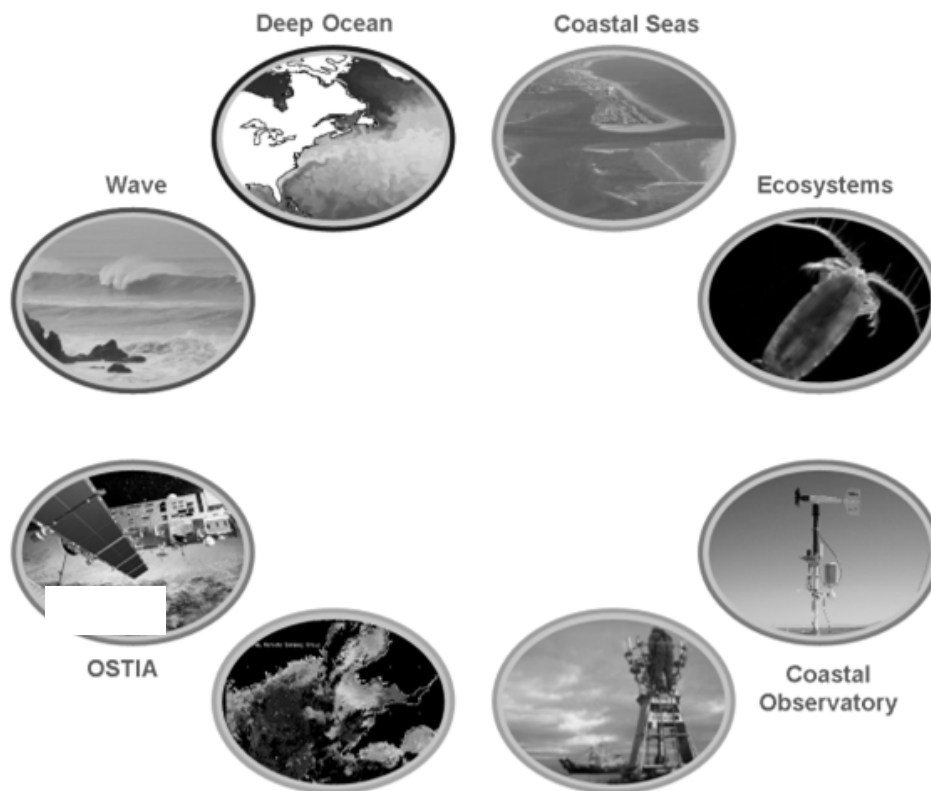 Deep Ocean
Coastal Seas
Wave
Ecosystems
OSTIA
Coastal
Observatory